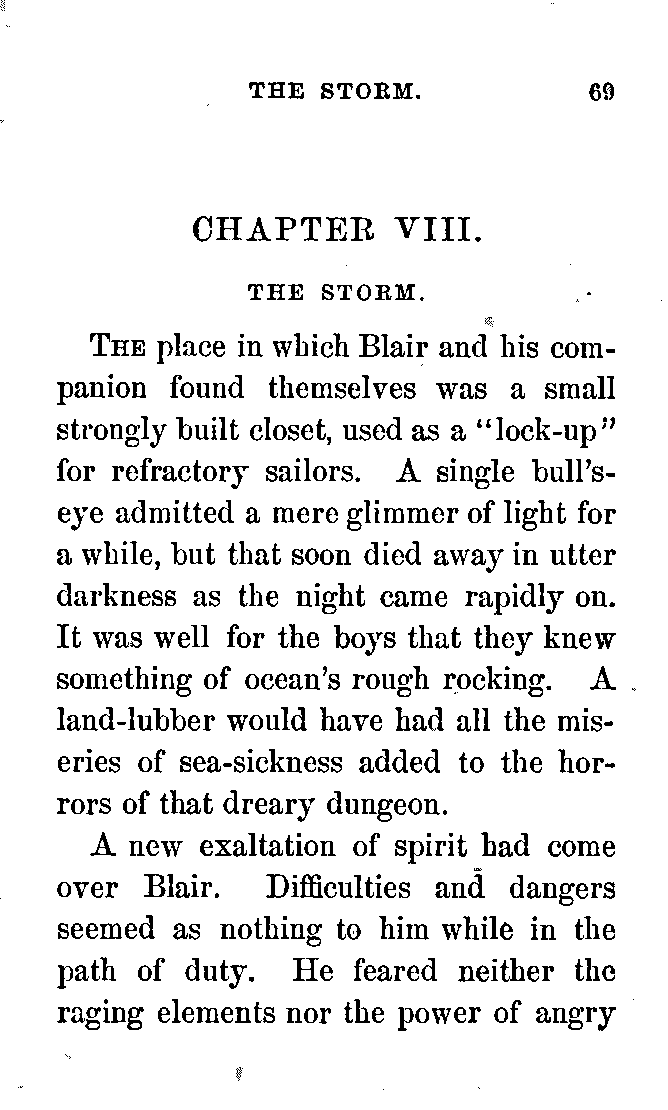 THE STORM. 69
CHAPTER VIII.
THE STORM.
THE place in which Blair and his com-
panion found themselves was a small
strongly built closet, used as a "lock-up"
for refractory sailors. A single bull's-
eye admitted a mere glimmer of light for
a while, but that soon died away in utter
darkness as the night came rapidly on.
It was well for the boys that they knew
something of ocean's rough rocking. A
land-lubber would have had all the mis-
eries of sea-sickness added to the hor-
rors of that dreary dungeon.
A new exaltation of spirit had come
over Blair. Difficulties and dangers
seemed as nothing to him while in the
path of duty. He feared neither the
raging elements nor the power of angry